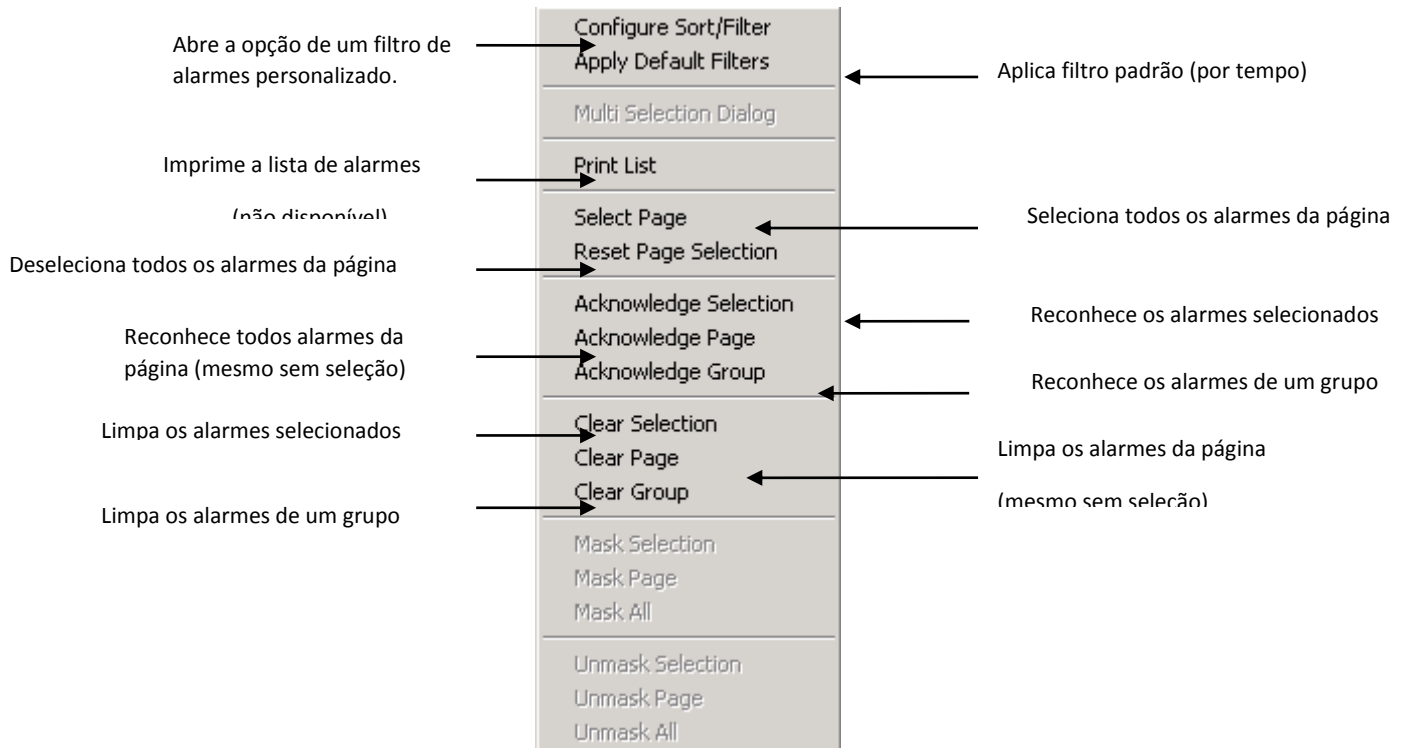 Configure Sort/Filter
Abre a opção de um filtro de
alarmes personalizado.
Apply Default Filters
Aplica filtro padrão (por tempo)
Multi Selection Dialog
Imprime a lista de alarmes
(não disponível)
Print List
Select Page
Seleciona todos os alarmes da página
Reset Page Selection
Deseleciona todos os alarmes da página
Acknowledge Selection
Reconhece os alarmes selecionados
Reconhece todos alarmes da
página (mesmo sem seleção)
Acknowledge Page
Acknowledge Group
Reconhece os alarmes de um grupo
Clear Selection
Limpa os alarmes selecionados
Clear Page
Limpa os alarmes da página
(mesmo sem seleção)
Clear Group
Limpa os alarmes de um grupo
Mask Selection
Mask Page
Mask All
Unmask Selection
Unmask Page
Unmask All